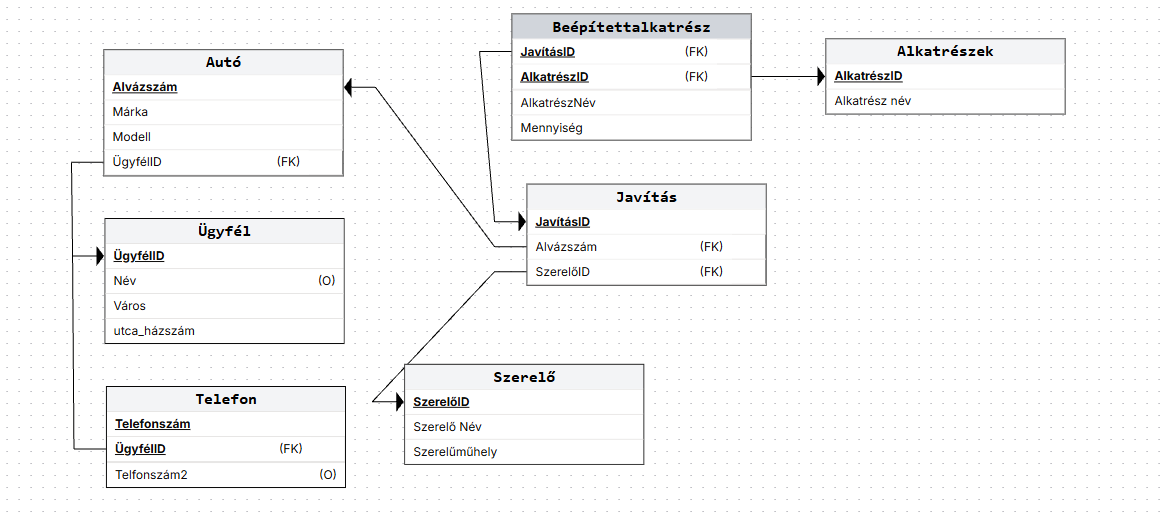 Autó
Alvázszám
Márka
Modell
ÜgyfélID (FK)
Ügyfél
ÜgyfélID
Név (O)
Város
utca_házszám
Telefon
Telefonszám
ÜgyfélID (FK)
Telfonszám2 (O)
Beépítettalkatrész
JavításID (FK)
AlkatrészID (FK)
AlkatrészNév
Mennyiség
Javítás
JavításID
Alvázszám (FK)
SzerelőID (FK)
Szerelő
SzerelőID
Szerelő Név
Szerelűműhely
Alkatrészek
AlkatrészID
Alkatrész név